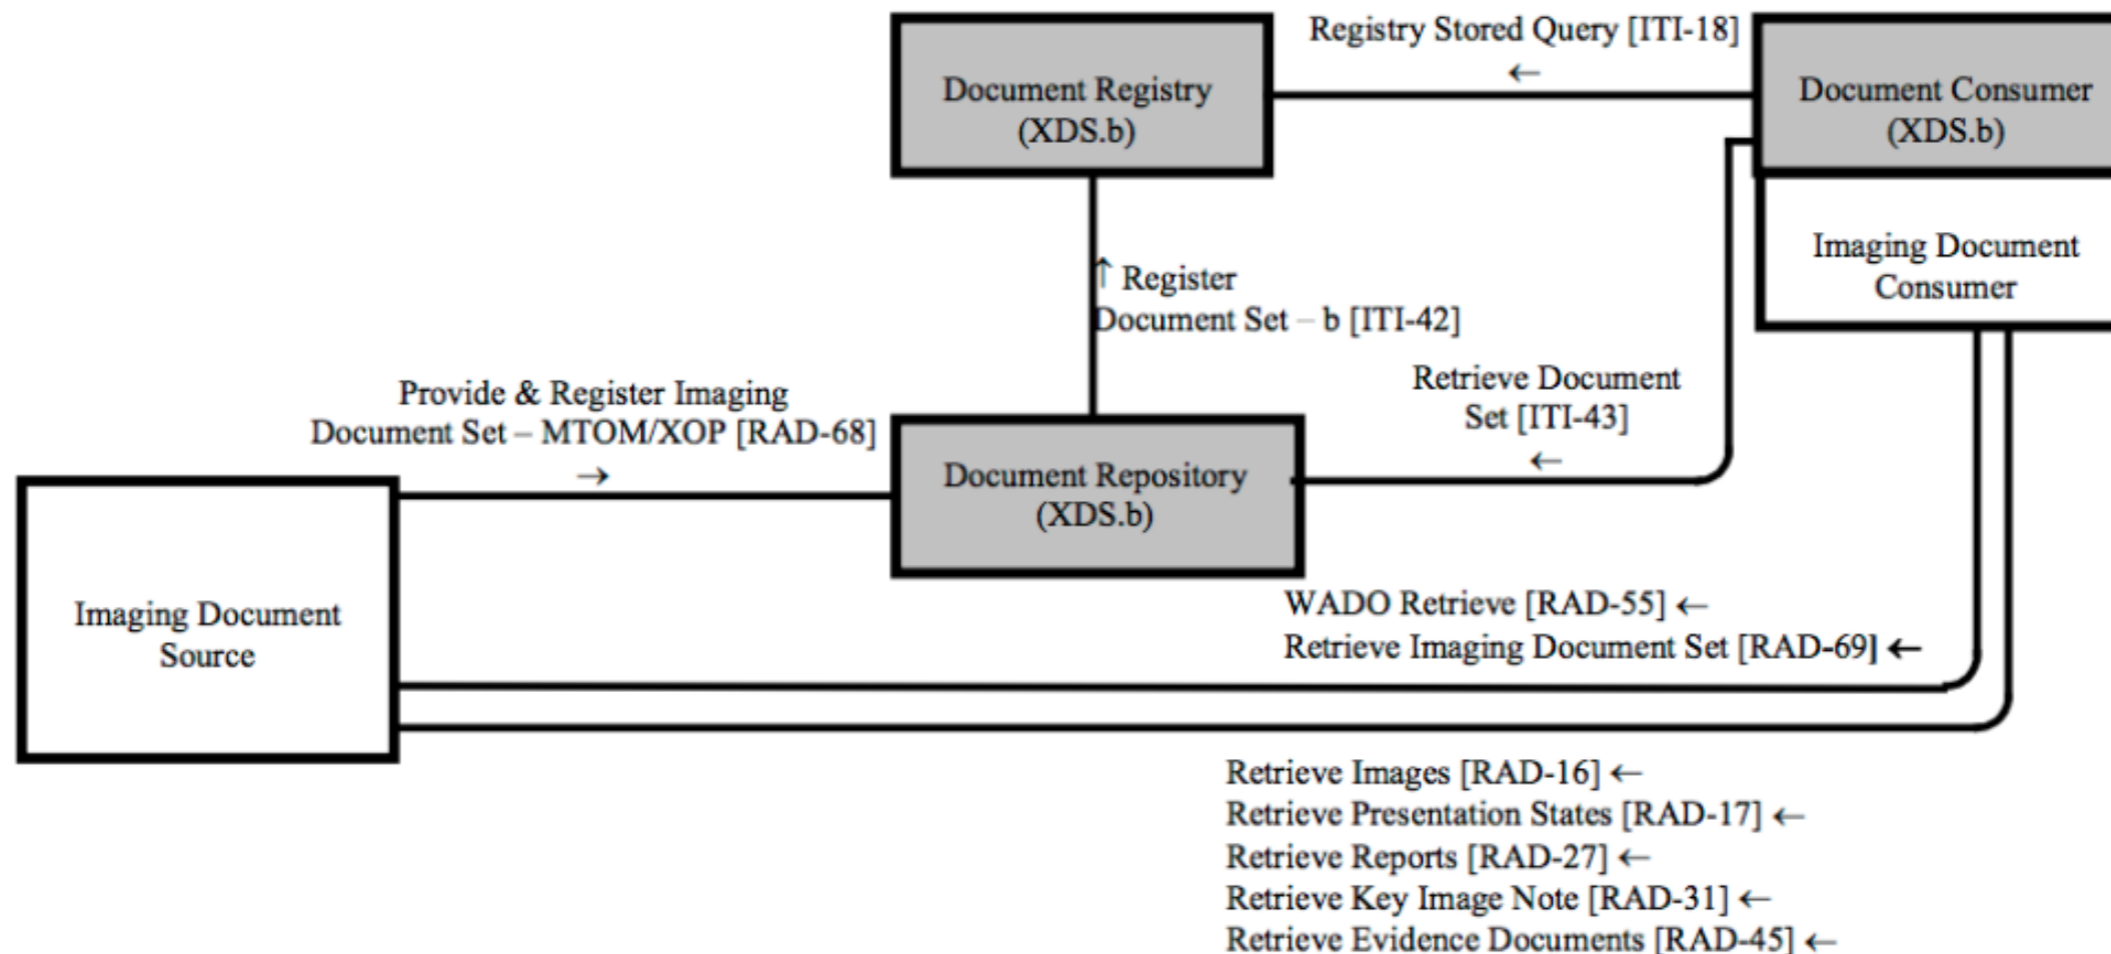 Registry Stored Query [ITI-18]
←
Document Registry
(XDS.b)
Document Consumer
(XDS.b)
Imaging Document
Consumer
↑ Register
Document Set – b [ITI-42]
Provide & Register Imaging
Document Set – MTOM/XOP [RAD-68]
→
Retrieve Document
Set [ITI-43]
←
Document Repository
(XDS.b)
Imaging Document
Source
WADO Retrieve [RAD-55] ←
Retrieve Imaging Document Set [RAD-69] ←
Retrieve Images [RAD-16] ←
Retrieve Presentation States [RAD-17] ←
Retrieve Reports [RAD-27] ←
Retrieve Key Image Note [RAD-31] ←
Retrieve Evidence Documents [RAD-45] ←